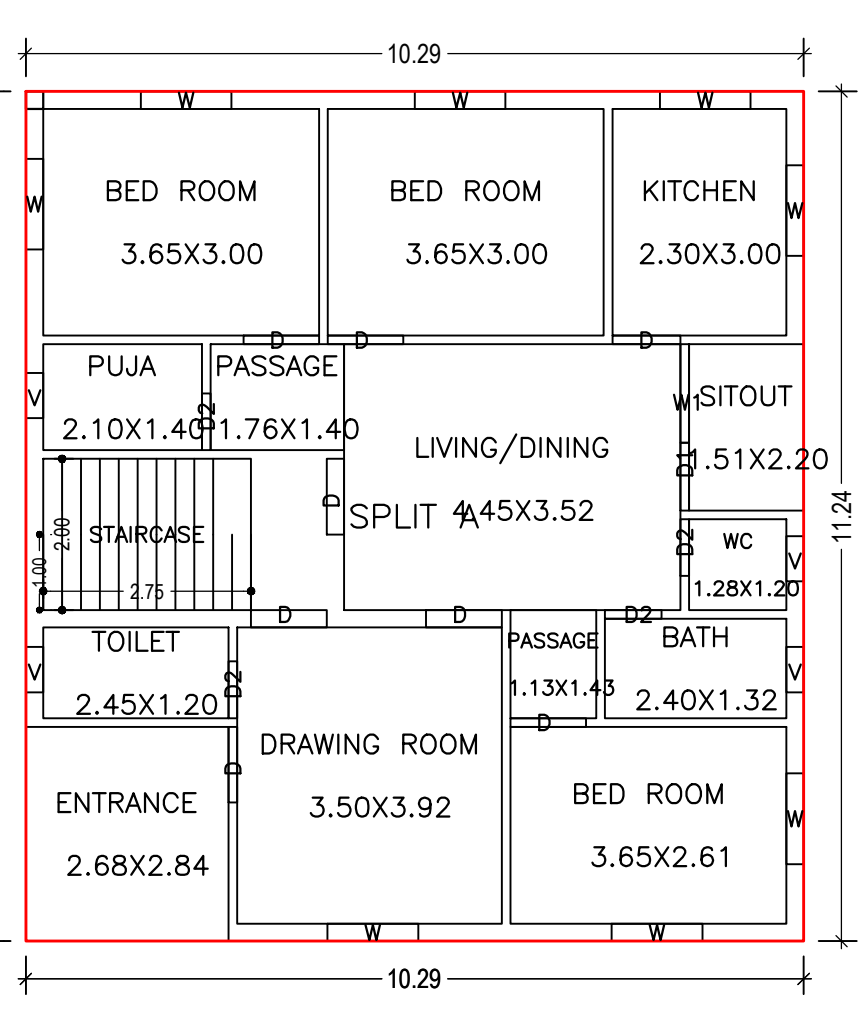 10.29
W
W
W
W
BED ROOM
3.65X3.00
BED ROOM
3.65X3.00
KITCHEN
2.30X3.00
W
D
D
D
V
PUJA
2.10X1.40
D2
PASSAGE
1.76X1.40
W1
SITOUT
1.51X2.20
D1
LIVING/DINING
4.45X3.52
SPLIT A
D
11.24
STAIRCASE
2.00
1.00
2.75
D2
WC
1.28X1.20
V
D
D
D2
V
TOILET
2.45X1.20
D2
PASSAGE
1.13X1.43
BATH
2.40X1.32
V
D
D
DRAWING ROOM
3.50X3.92
ENTRANCE
2.68X2.84
BED ROOM
3.65X2.61
W
W
W
10.29